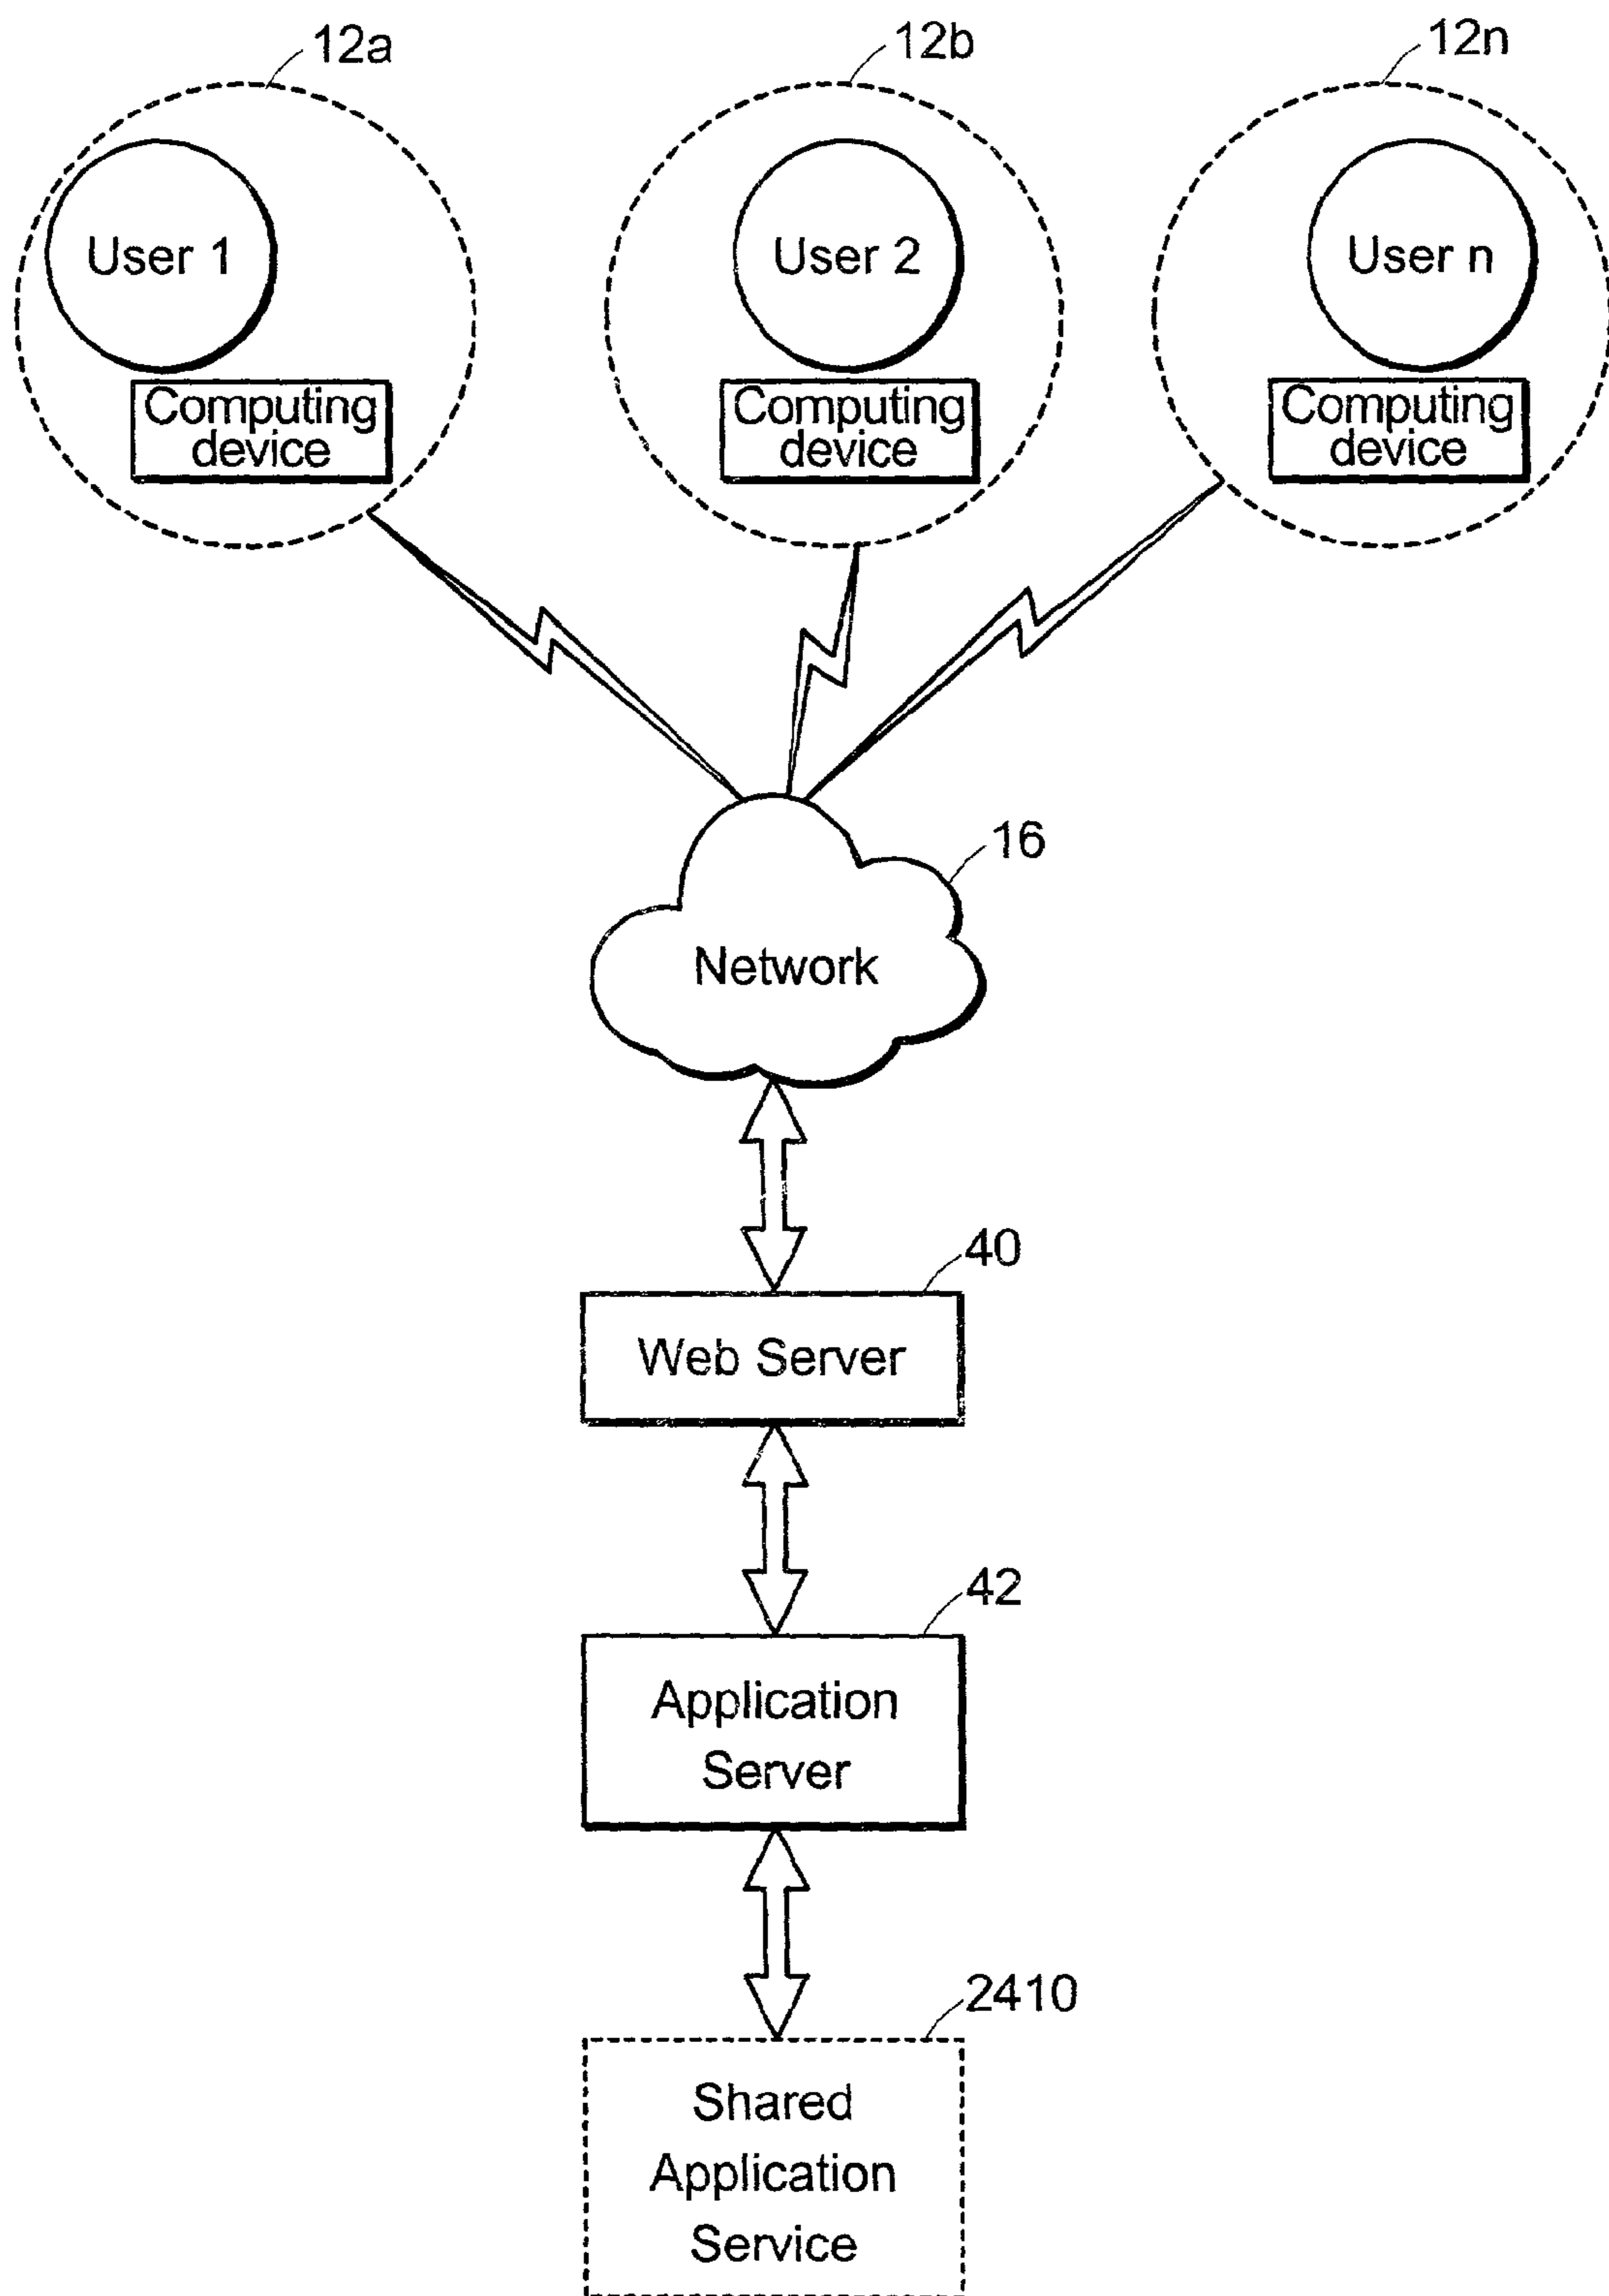 12a
12b
12n
User 1
User 2
User n
Computing
device
Computing
device
Computing
device
16
Network
40
Web Server
42
Application
Server
2410
Shared
Application
Service